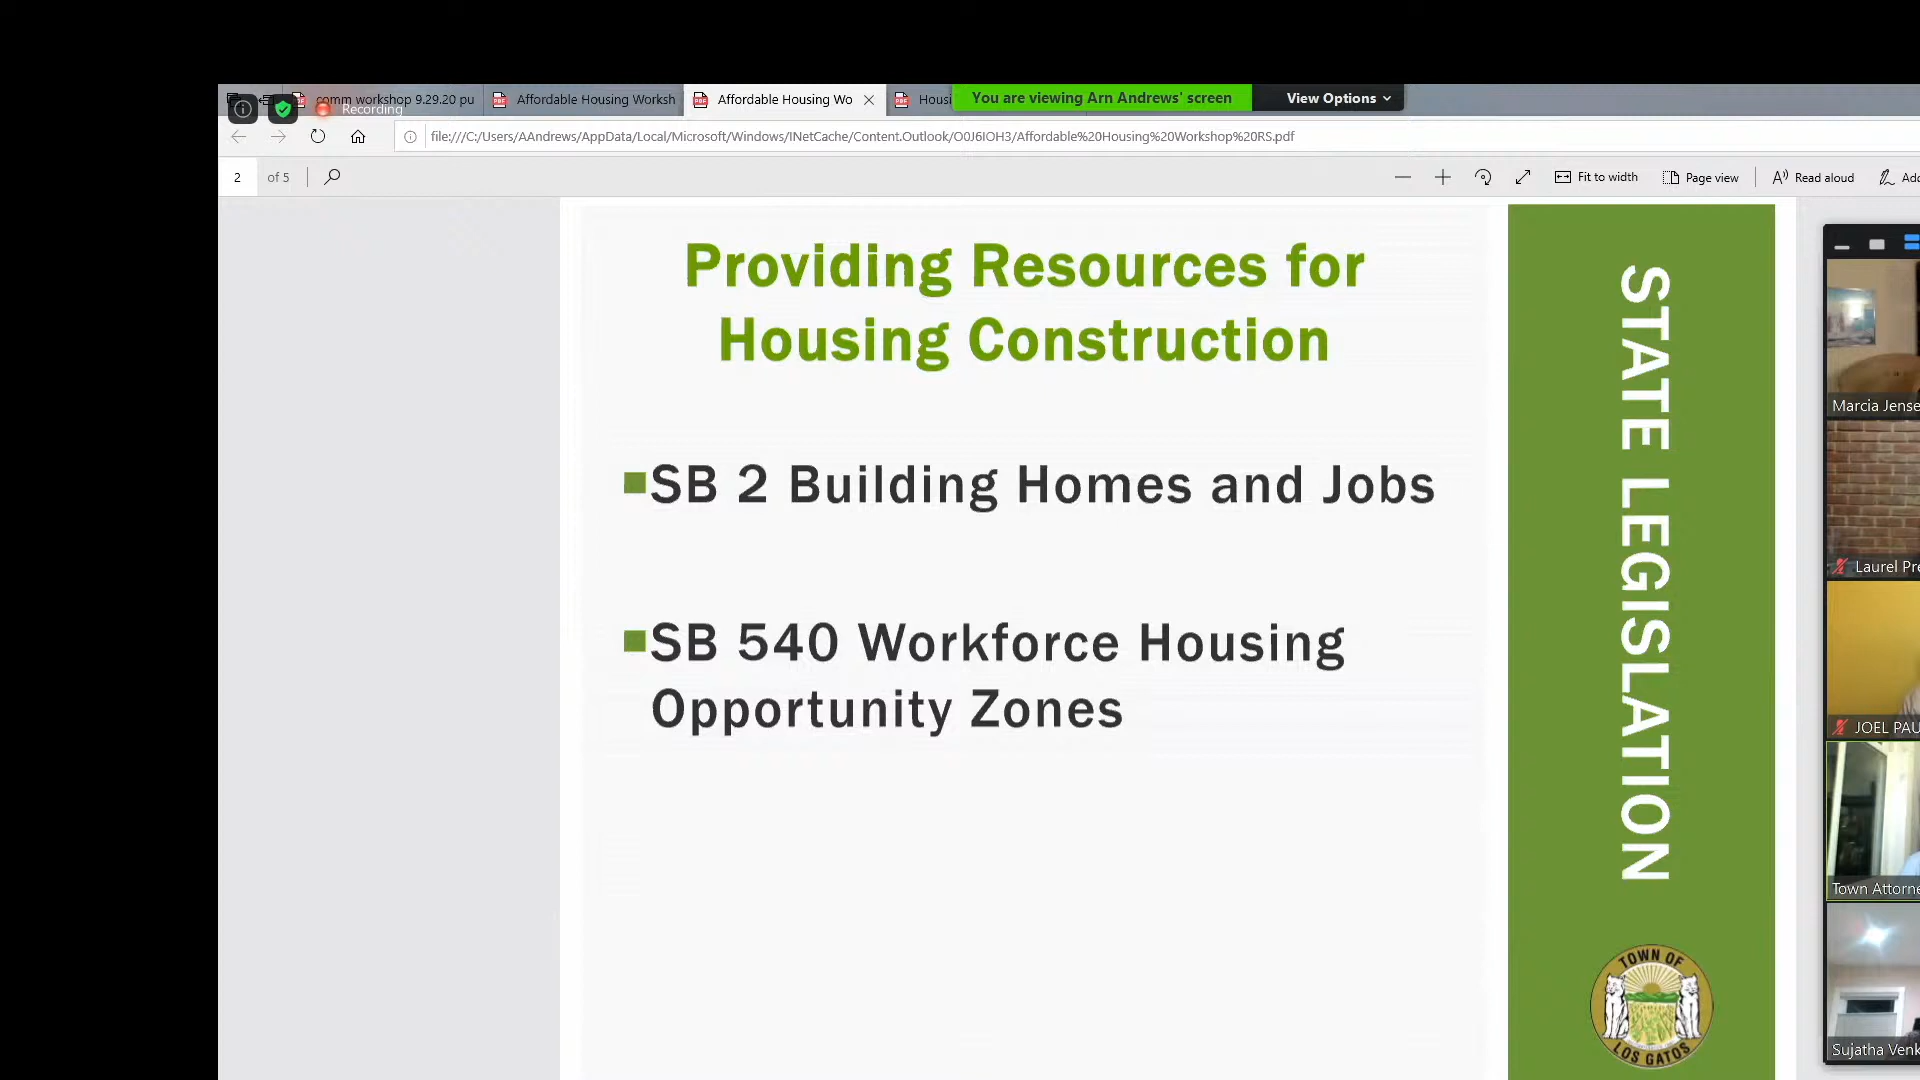 comm workshop 9.29.20 pu
Affordable Housing Worksh
Affordable Housing Wo
Housi
You are viewing Arn Andrews' screen
View Options
Recording
file:///C:/Users/AAndrews/AppData/Local/Microsoft/Windows/INetCache/Content.Outlook/O0J6IOH3/Affordable%20Housing%20Workshop%20RS.pdf
2 of 5
Fit to width
Page view
Read aloud
Add
Providing Resources for
Housing Construction
SB 2 Building Homes and Jobs
SB 540 Workforce Housing
Opportunity Zones
STATE LEGISLATION
TOWN OF
LOS GATOS
Marcia Jense
Laurel Pre
JOEL PAU
Town Attorne
Sujatha Venk